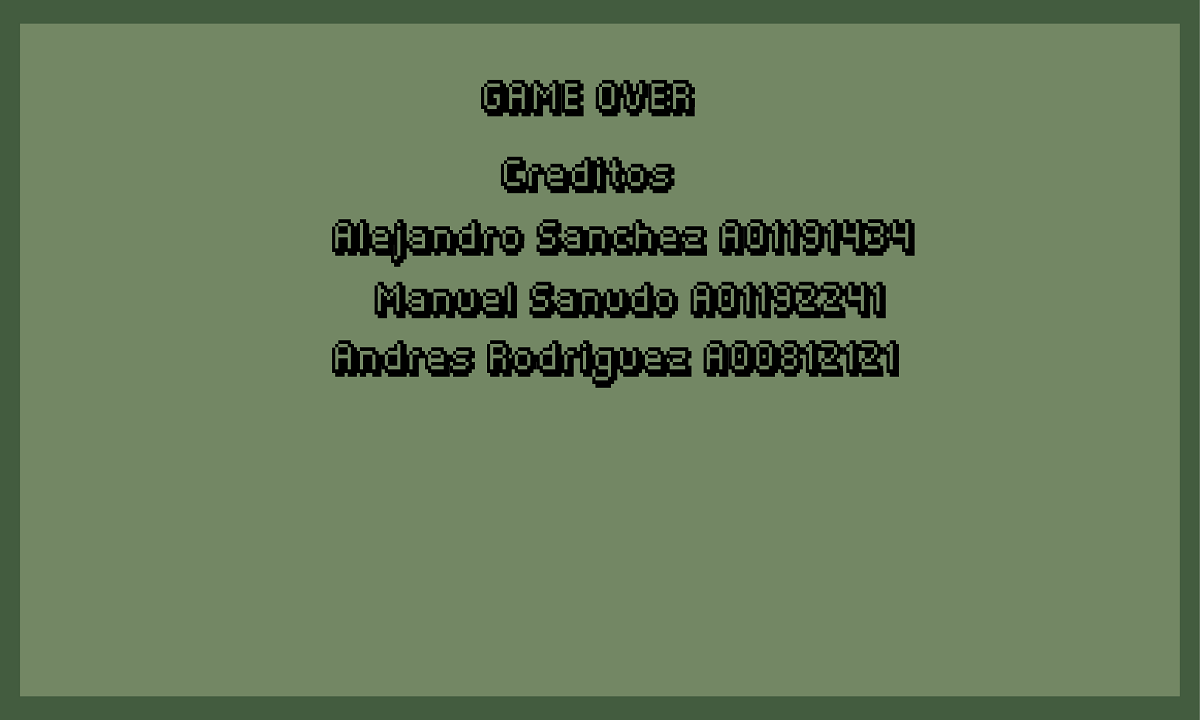 GAME OVER
Creditos
Alejandro Sanchez A01191434
Manuel Sanudo A01192241
Andres Rodriguez A00812121